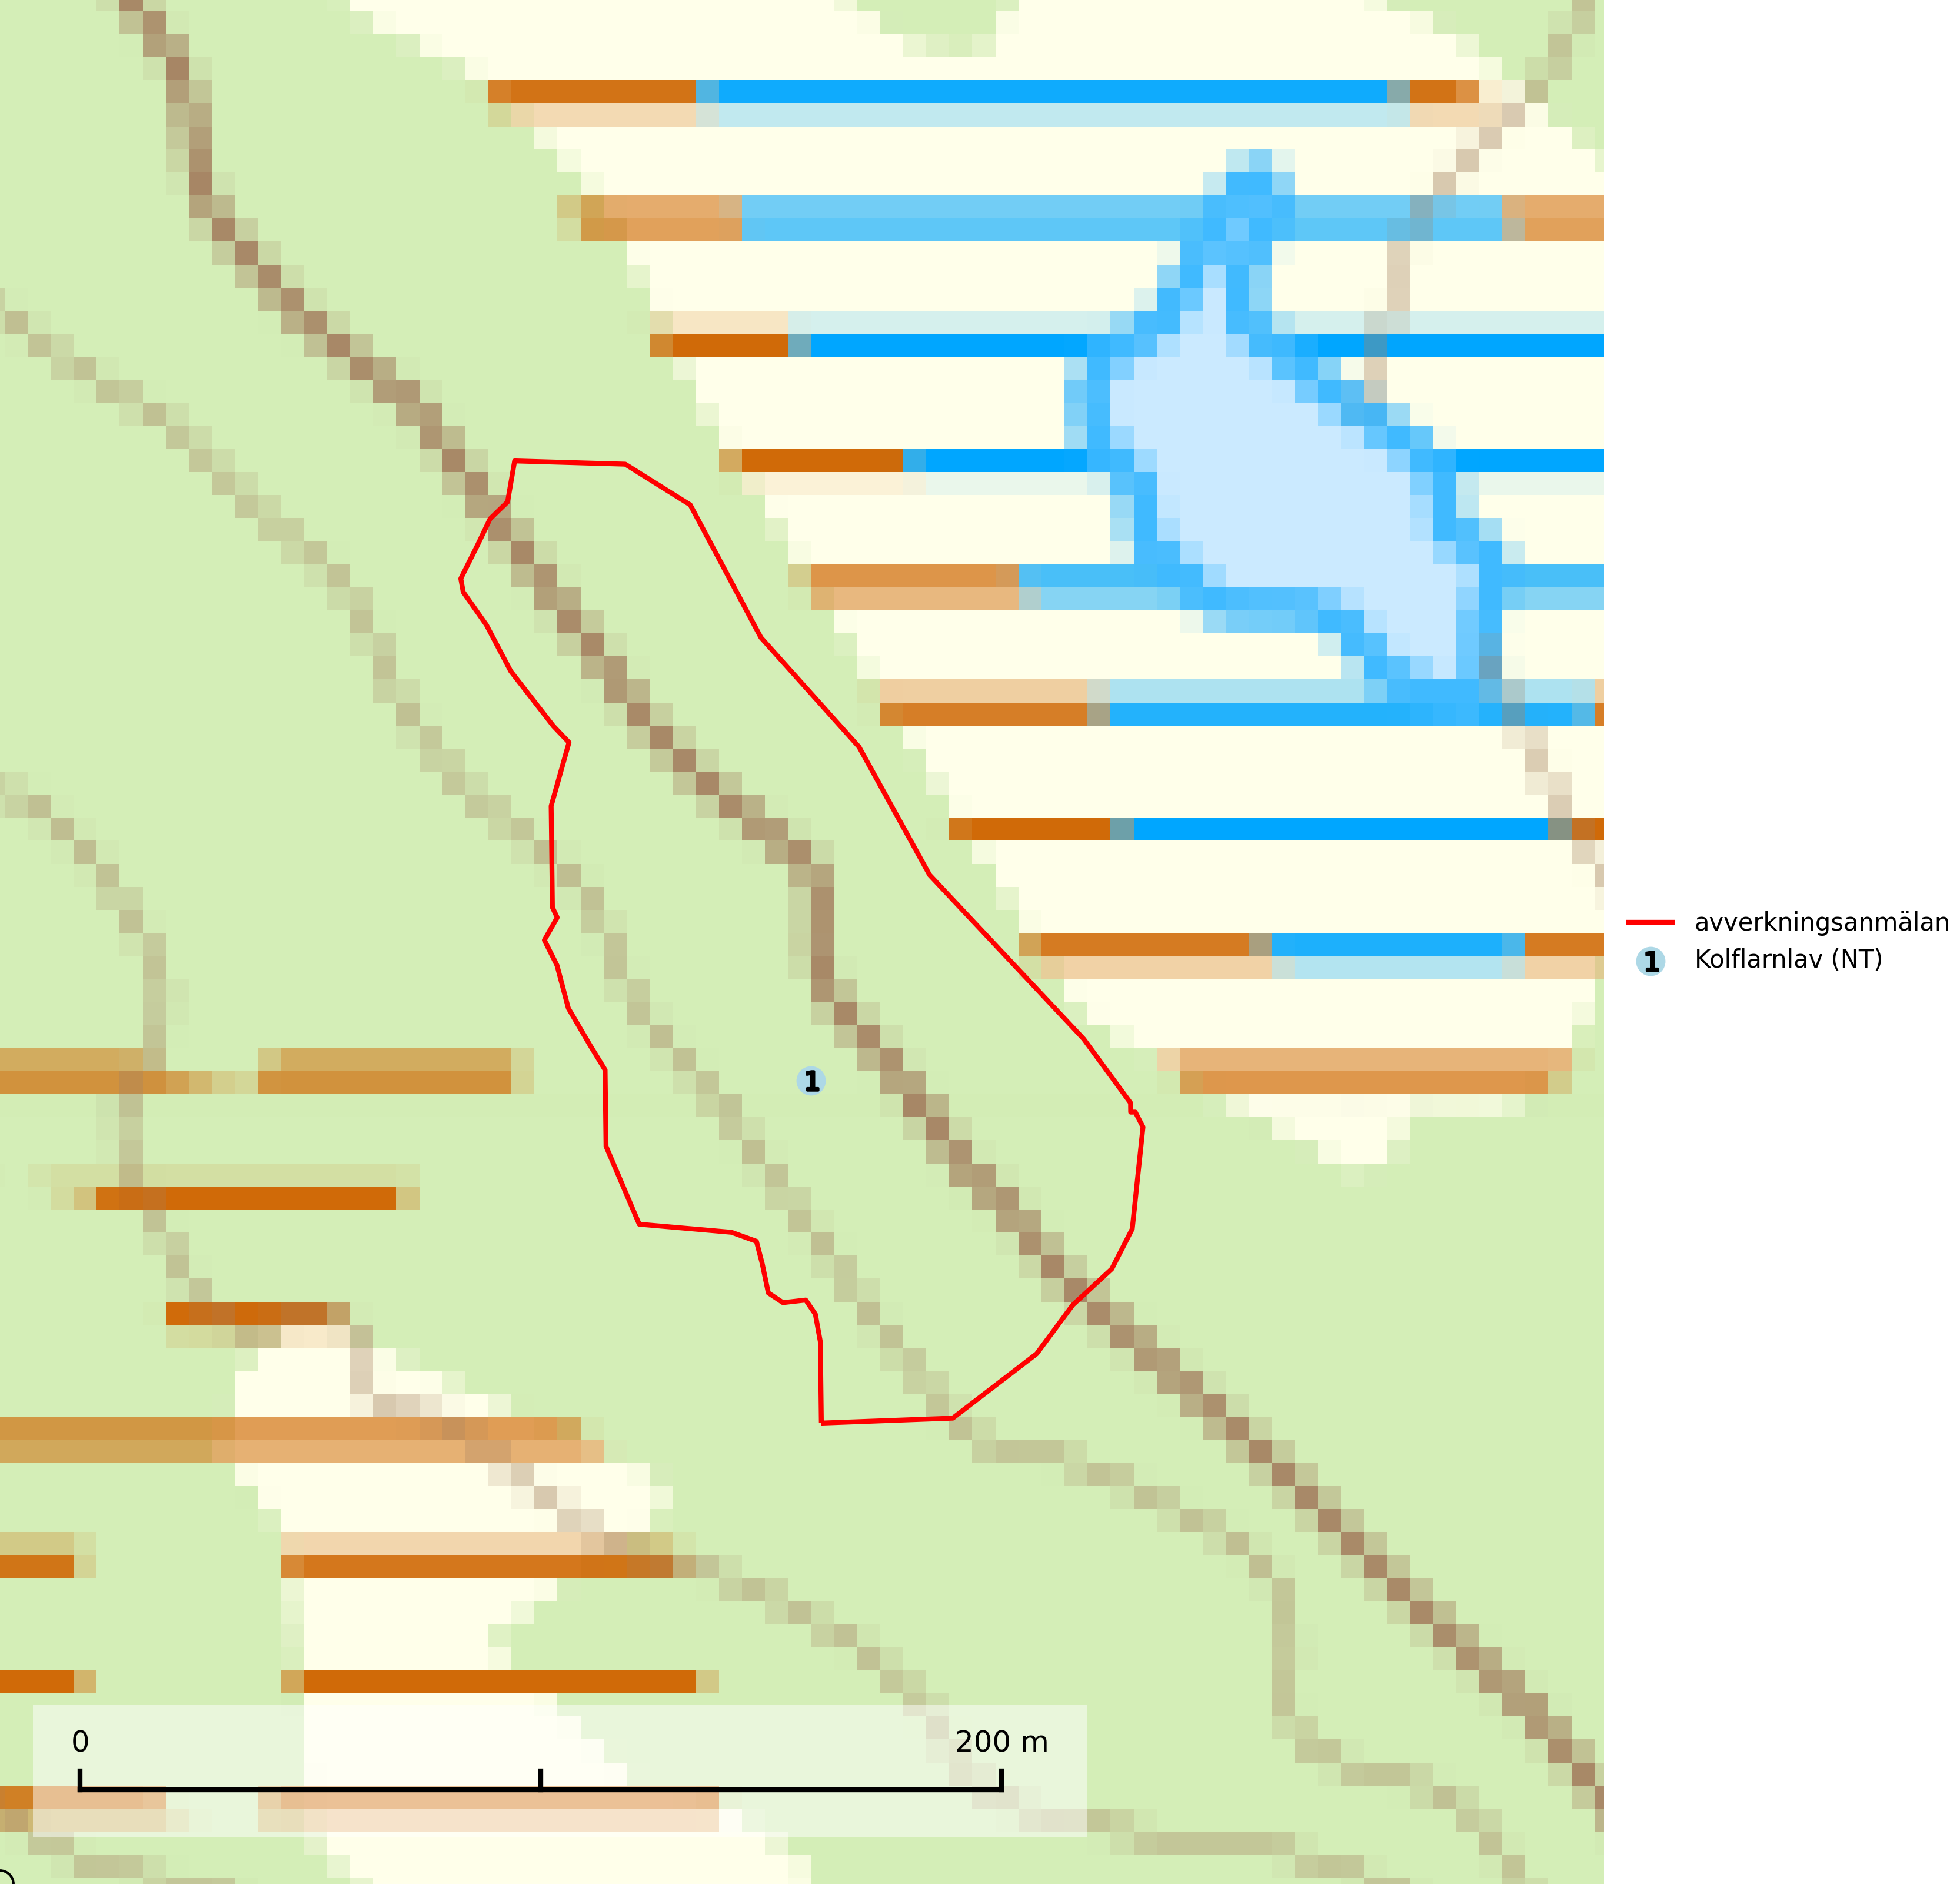 avverkningsanmälan
1 Kolflarnlav (NT)
1
0 200 m